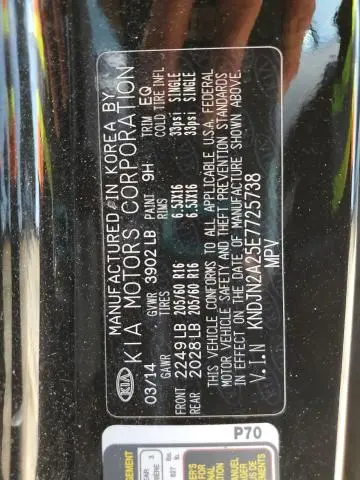 MANUFACTURED IN KOREA BY
KIA MOTORS CORPORATION
KIA
03/14 GVWR 3902 LB PAINT 9H TRIM EQ
GAWR TIRES RIMS COLD TIRE INFL
FRONT 2249 LB 205/60 R16 6.5JX16 33psi SINGLE
REAR 2028 LB 205/60 R16 6.5JX16 33psi SINGLE
THIS VEHICLE CONFORMS TO ALL APPLICABLE U.S.A. FEDERAL
MOTOR VEHICLE SAFETY AND THEFT PREVENTION STANDARDS
IN EFFECT ON THE DATE OF MANUFACTURE SHOWN ABOVE.
V.I.N KNDJN2A25E7725738
MPV
P70